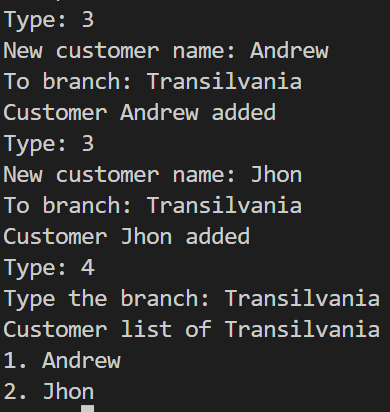 Type: 3
New customer name: Andrew
To branch: Transilvania
Customer Andrew added
Type: 3
New customer name: Jhon
To branch: Transilvania
Customer Jhon added
Type: 4
Type the branch: Transilvania
Customer list of Transilvania
1. Andrew
2. Jhon